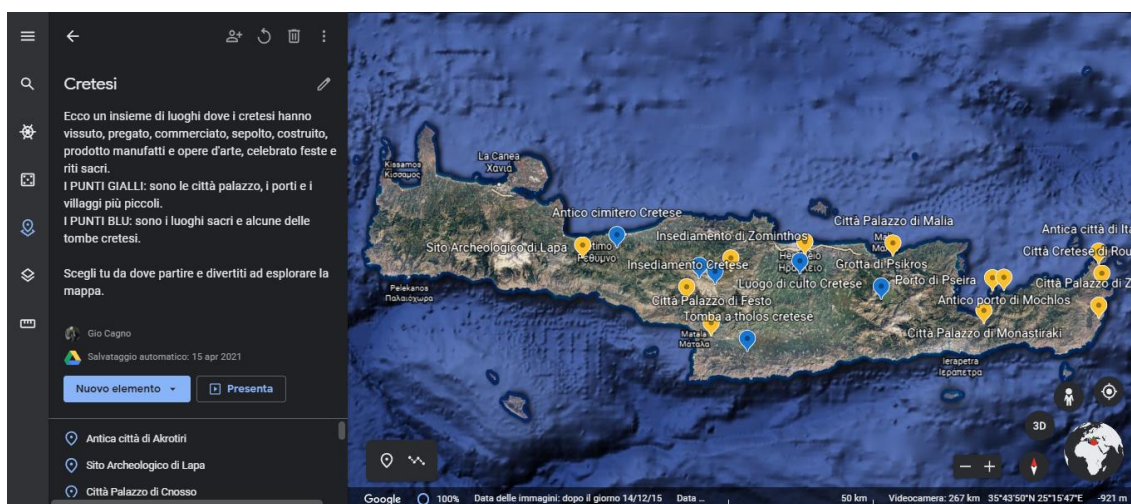 Cretesi
Ecco un insieme di luoghi dove i cretesi hanno
vissuto, pregato, commerciato, sepolto, costruito,
prodotto manufatti e opere d'arte, celebrato feste e
riti sacri.
I PUNTI GIALLI: sono le città palazzo, i porti e i
villaggi più piccoli.
I PUNTI BLU: sono i luoghi sacri e alcune delle
tombe cretesi.
Scegli tu da dove partire e divertiti ad esplorare la
mappa.
Gio Cagno
Salvataggio automatico: 15 apr 2021
Nuovo elemento
Presenta
Antica città di Akrotiri
Sito Archeologico di Lapa
Città Palazzo di Cnosso
Kissamos
Κίσσαμος
La Canea
Χανιά
Antico cimitero Cretese
Sito Archeologico di Lapa
Ρέθυμνο
Insediamento di Zominthos
Città Palazzo di Malia
Antica città di Ita
Insediamento Cretese
Ηράκλειο
Grotta di Psikros
Città Cretese di Rou
Pelekanos
Παλαιόχωρα
Luogo di culto Cretese
Porto di Pseira
Città Palazzo di Z
Città Palazzo di Festo
Antico porto di Mochlos
Tomba a tholos cretese
Matala
Μάταλα
Città Palazzo di Monastiraki
Ierapetra
Ιεράπετρα
3D
Google
100%
Data delle immagini: dopo il giorno 14/12/15
Data ...
50 km
Videocamera: 267 km
35°43'50"N 25°15'47"E
-921 m